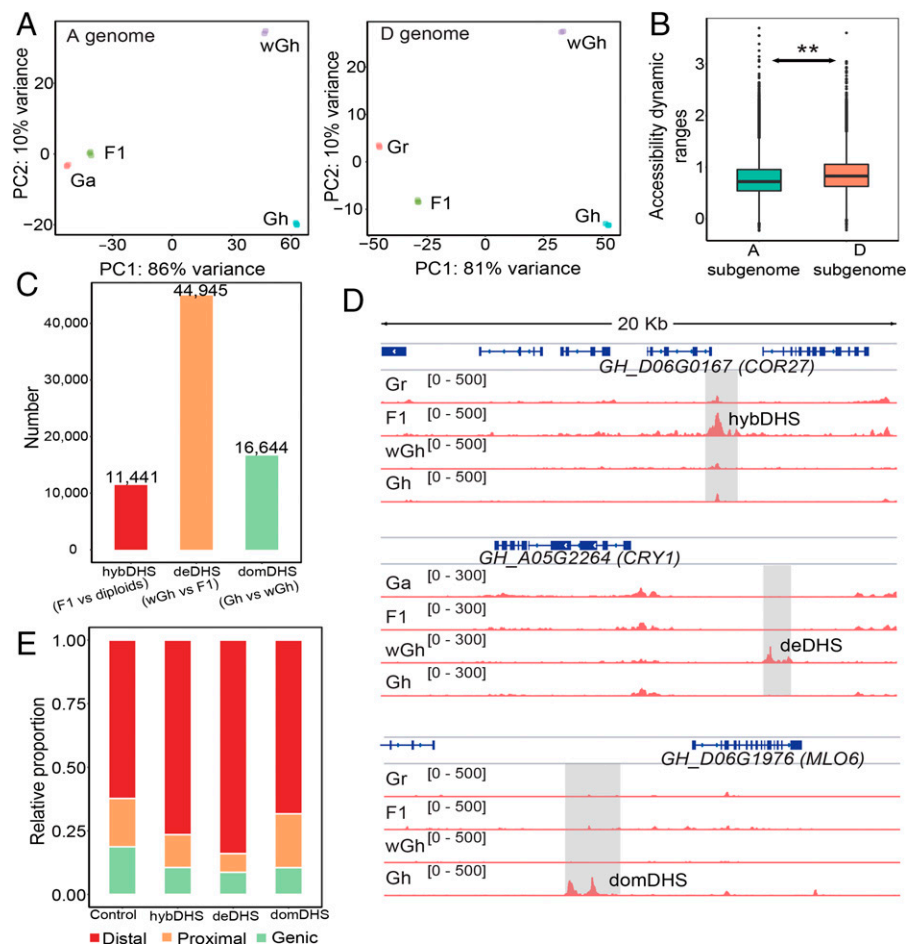 A
A genome
wGh
F1
Ga
Gh
PC2: 10% variance
20
0
−20
−30
0
30
60
PC1: 86% variance
D genome
wGh
Gr
F1
Gh
PC2: 10% variance
20
10
0
−10
−50
−25
0
25
50
PC1: 81% variance
B
**
Accessibility dynamic
ranges
3
2
1
0
A
subgenome
D
subgenome
C
44,945
16,644
11,441
Number
40,000
30,000
20,000
10,000
0
hybDHS
(F1 vs diploids)
deDHS
(wGh vs F1)
domDHS
(Gh vs wGh)
D
20 Kb
GH_D06G0167 (COR27)
Gr [0 - 500]
F1 [0 - 500]
hybDHS
wGh [0 - 500]
Gh [0 - 500]
GH_A05G2264 (CRY1)
Ga [0 - 300]
F1 [0 - 300]
wGh [0 - 300]
deDHS
Gh [0 - 300]
GH_D06G1976 (MLO6)
Gr [0 - 500]
F1 [0 - 500]
wGh [0 - 500]
Gh [0 - 500]
domDHS
E
Relative proportion
1.00
0.75
0.50
0.25
0.00
Control
hybDHS
deDHS
domDHS
Distal Proximal Genic